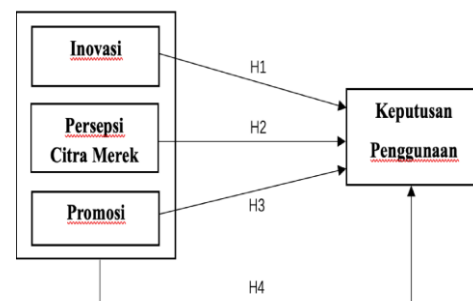 Inovasi
H1
Persepsi
Citra Merek
H2
Keputusan
Penggunaan
Promosi
H3
H4